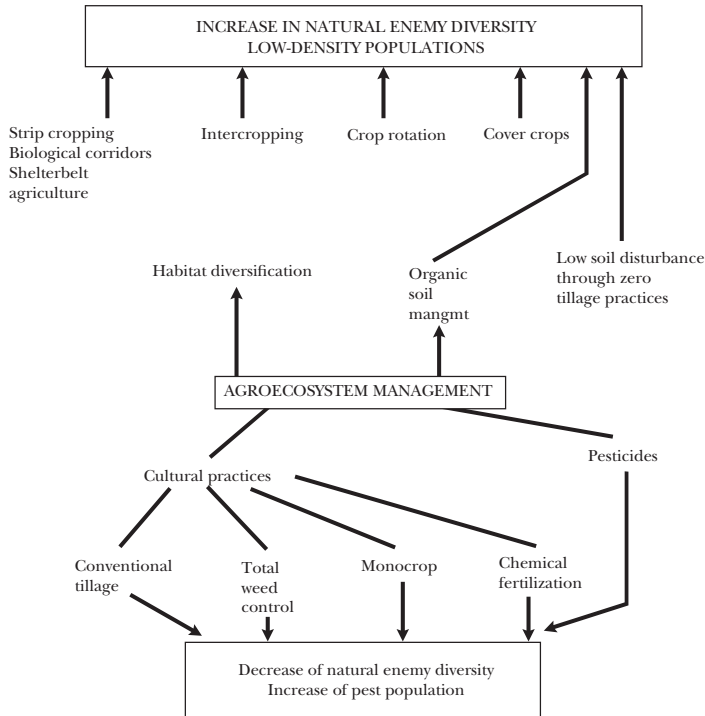 INCREASE IN NATURAL ENEMY DIVERSITY
LOW-DENSITY POPULATIONS
Strip cropping
Biological corridors
Shelterbelt
agriculture
Intercropping
Crop rotation
Cover crops
Habitat diversification
Organic
soil
mangmt
Low soil disturbance
through zero
tillage practices
AGROECOSYSTEM MANAGEMENT
Cultural practices
Pesticides
Conventional
tillage
Total
weed
control
Monocrop
Chemical
fertilization
Decrease of natural enemy diversity
Increase of pest population